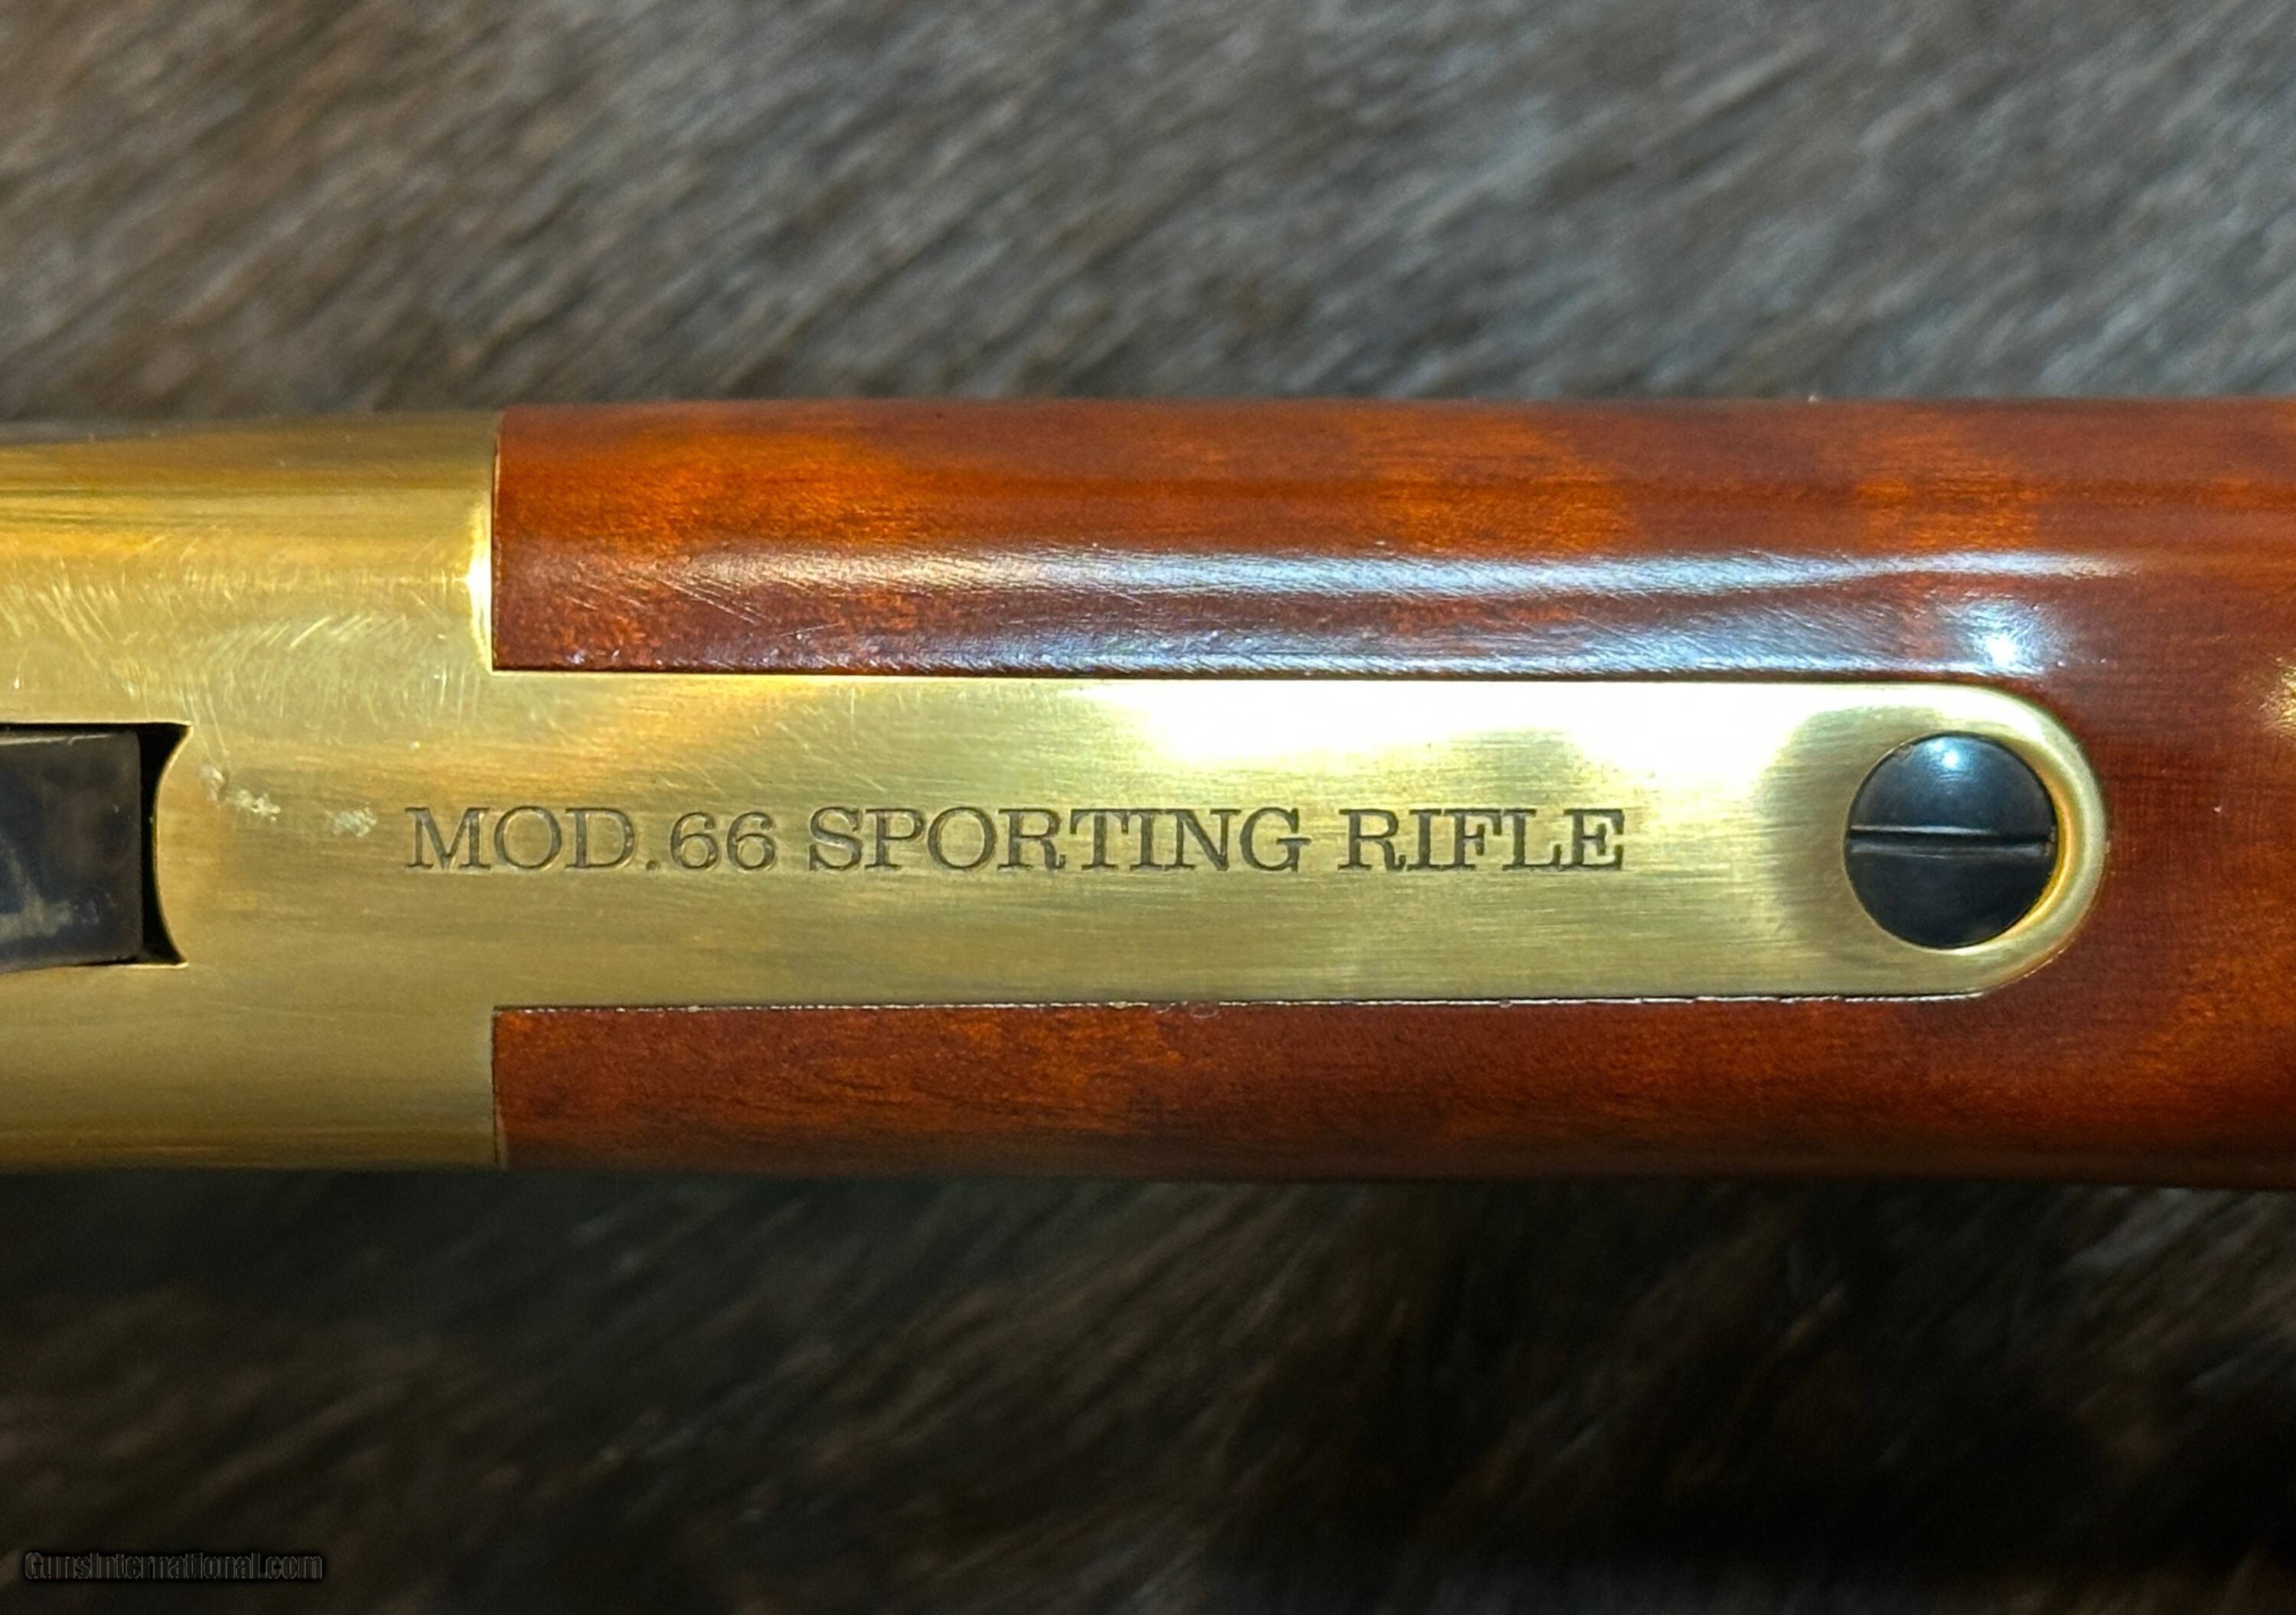 MOD.66 SPORTING RIFLE
GunsInternational.com